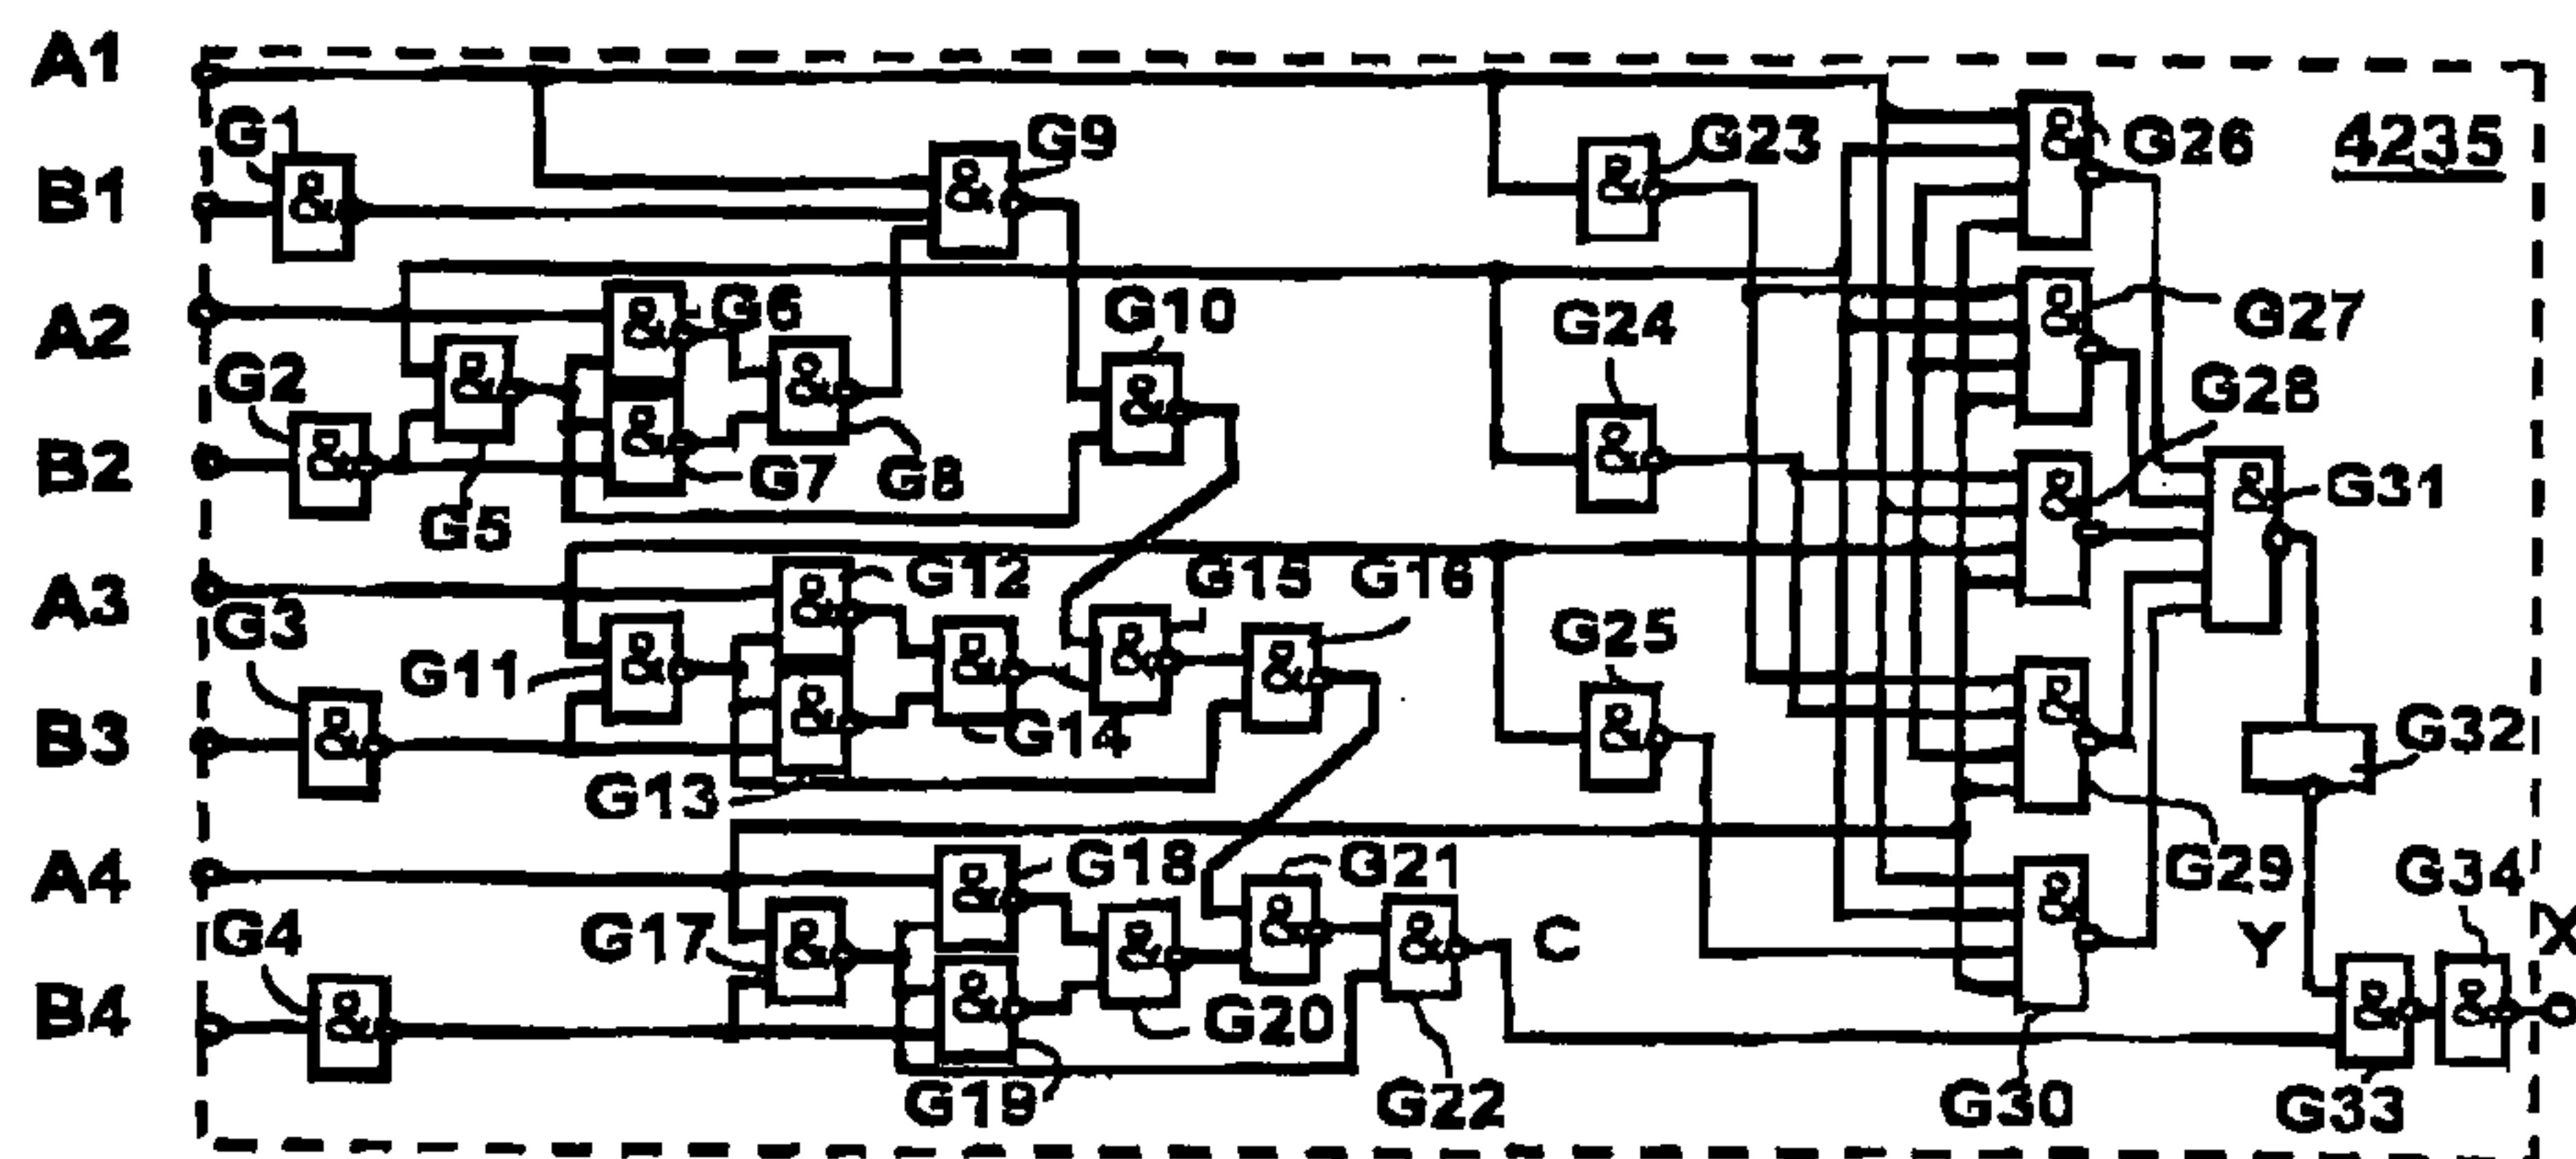 A1
G1
G9
G23
G26
4235
B1
&
&
&
&
A2
G6
G10
G24
G27
&
&
G2
&
&
&
&
G28
B2
&
&
&
&
G31
G7
G8
G5
A3
G12
G15
G16
G25
G3
&
G11
&
&
&
&
&
G32
B3
&
&
G14
&
G13
A4
G18
G21
G29
G34
G4
G17
&
&
&
&
C
Y
X
B4
&
&
&
G20
&
&
&
G19
G22
G30
G33